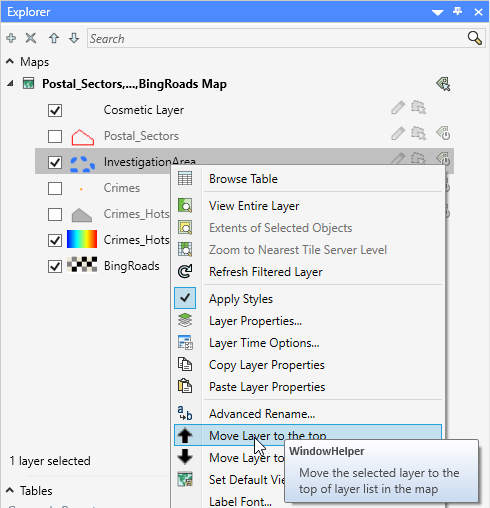 Explorer
Search
Maps
Postal_Sectors,...,BingRoads Map
Cosmetic Layer
Postal_Sectors
InvestigationArea
Crimes
Crimes_Hots
Crimes_Hots
BingRoads
Browse Table
View Entire Layer
Extents of Selected Objects
Zoom to Nearest Tile Server Level
Refresh Filtered Layer
Apply Styles
Layer Properties...
Layer Time Options...
Copy Layer Properties
Paste Layer Properties
Advanced Rename...
Move Layer to the top
Move Layer to
Set Default Vie
Label Font...
WindowHelper
Move the selected layer to the
top of layer list in the map
1 layer selected
Tables